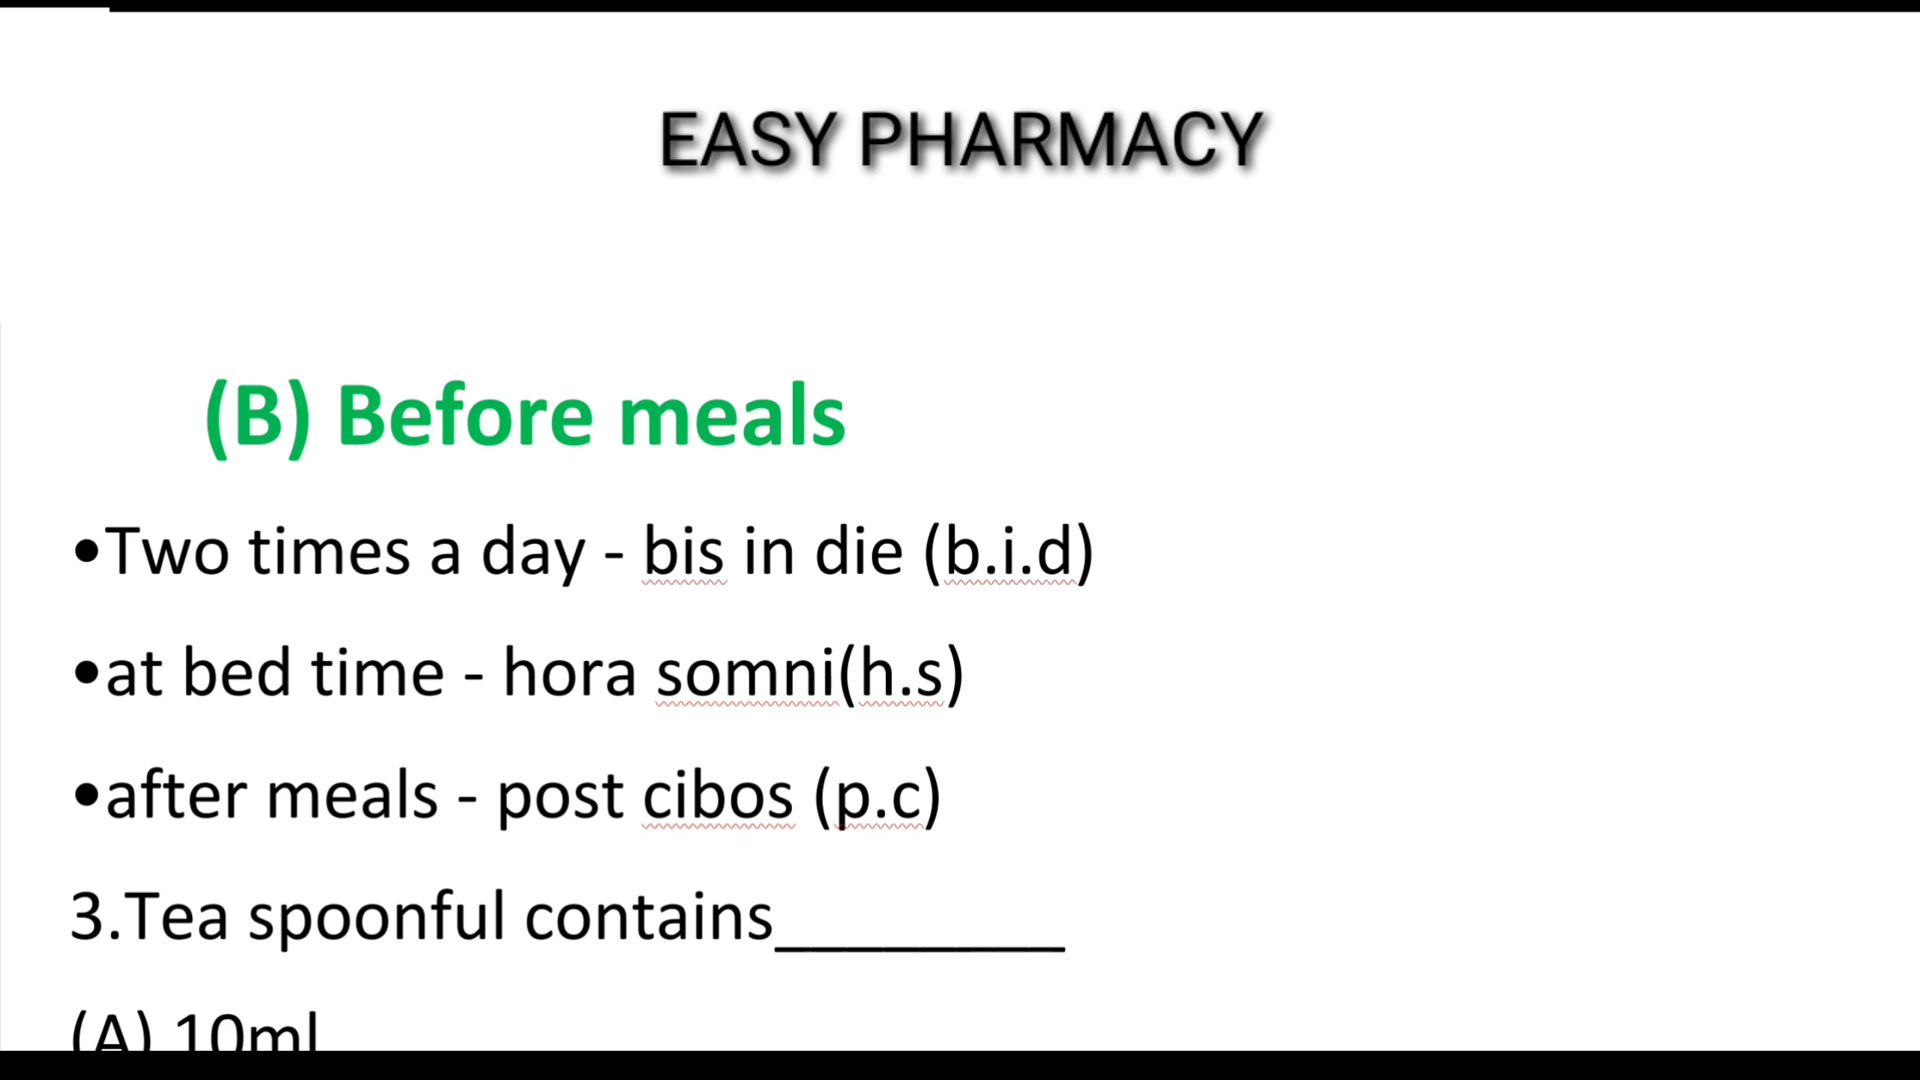 EASY PHARMACY
(B) Before meals
•Two times a day - bis in die (b.i.d)
•at bed time - hora somni(h.s)
•after meals - post cibos (p.c)
3.Tea spoonful contains________
(A) 10ml